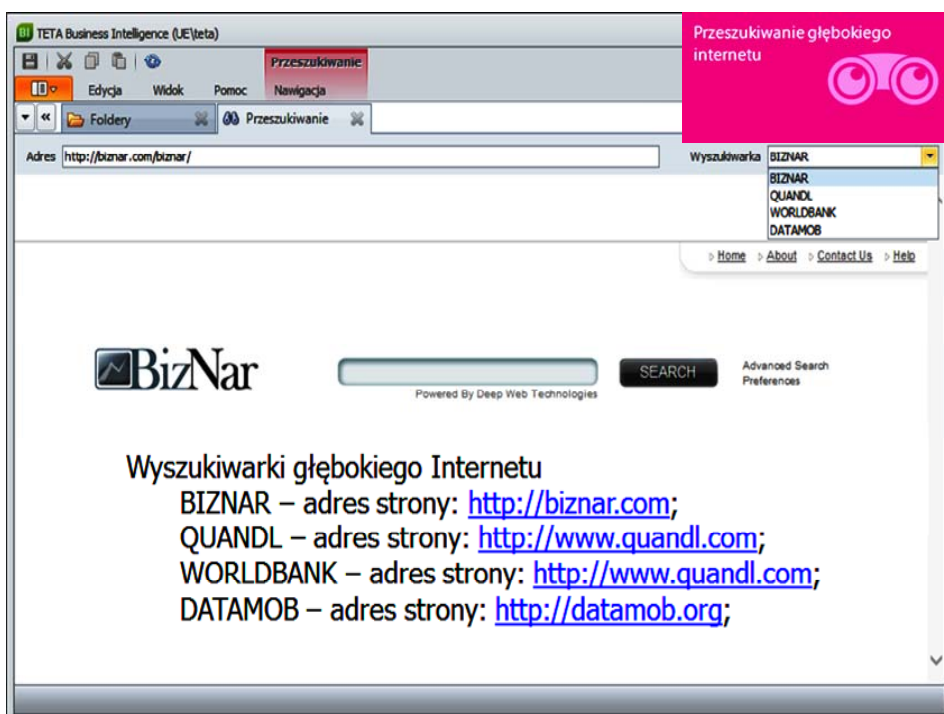 TETA Business Intelligence (UE\teta)
Przeszukiwanie głębokiego
internetu
Przeszukiwanie
Edycja Widok Pomoc Nawigacja
Foldery Przeszukiwanie
Adres http://biznar.com/biznar/ Wyszukiwarka BIZNAR
BIZNAR
QUANDL
WORLDBANK
DATAMOB
Home About Contact Us Help
BizNar SEARCH Advanced Search
Preferences
Powered By Deep Web Technologies
Wyszukiwarki głębokiego Internetu
BIZNAR – adres strony: http://biznar.com;
QUANDL – adres strony: http://www.quandl.com;
WORLDBANK – adres strony: http://www.quandl.com;
DATAMOB – adres strony: http://datamob.org;